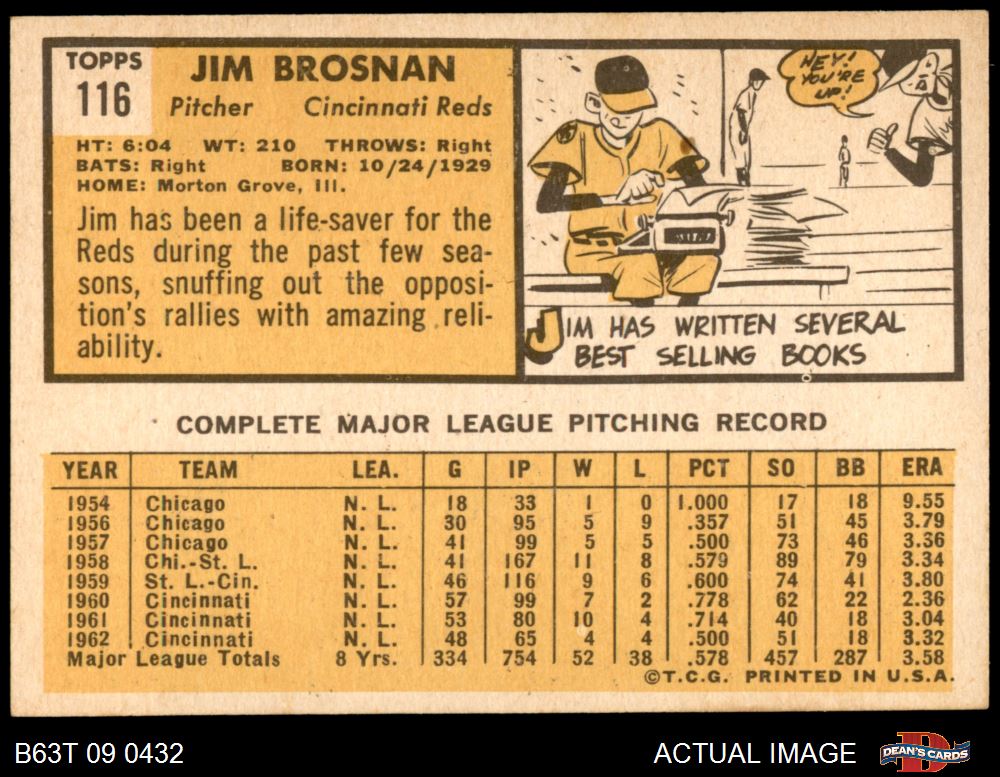 TOPPS
116
JIM BROSNAN
Pitcher Cincinnati Reds
HT: 6:04 WT: 210 THROWS: Right
BATS: Right BORN: 10/24/1929
HOME: Morton Grove, Ill.
Jim has been a life-saver for the
Reds during the past few sea-
sons, snuffing out the opposi-
tion's rallies with amazing reli-
ability.
HEY!
YOU'RE
UP!
JIM HAS WRITTEN SEVERAL
BEST SELLING BOOKS
COMPLETE MAJOR LEAGUE PITCHING RECORD
YEAR TEAM LEA. G IP W L PCT SO BB ERA
1954 Chicago N. L. 18 33 1 0 1.000 17 18 9.55
1956 Chicago N. L. 30 95 5 9 .357 51 45 3.79
1957 Chicago N. L. 41 99 5 5 .500 73 46 3.36
1958 Chi.-St. L. N. L. 41 167 11 8 .579 89 79 3.34
1959 St. L.-Cin. N. L. 46 116 9 6 .600 74 41 3.80
1960 Cincinnati N. L. 57 99 7 2 .778 62 22 2.36
1961 Cincinnati N. L. 53 80 10 4 .714 40 18 3.04
1962 Cincinnati N. L. 48 65 4 4 .500 51 18 3.32
Major League Totals 8 Yrs. 334 754 52 38 .578 457 287 3.58
©T.C.G. PRINTED IN U.S.A.
B63T 09 0432 ACTUAL IMAGE DEAN'S CARDS